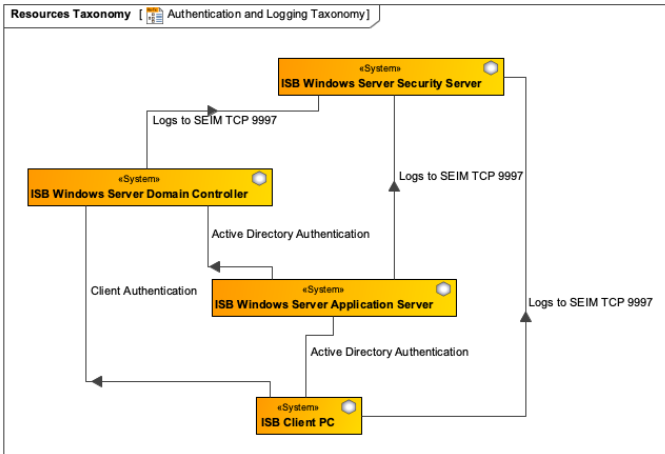 Resources Taxonomy [ Authentication and Logging Taxonomy]
«System»
ISB Windows Server Security Server
Logs to SEIM TCP 9997
«System»
ISB Windows Server Domain Controller
Logs to SEIM TCP 9997
Active Directory Authentication
Client Authentication
«System»
ISB Windows Server Application Server
Logs to SEIM TCP 9997
Active Directory Authentication
«System»
ISB Client PC